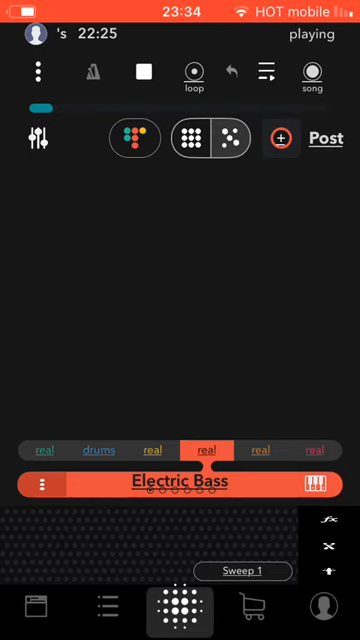 23:34 HOT mobile
's 22:25 playing
loop song
Post
real drums real real real real
Electric Bass
fx
Sweep 1